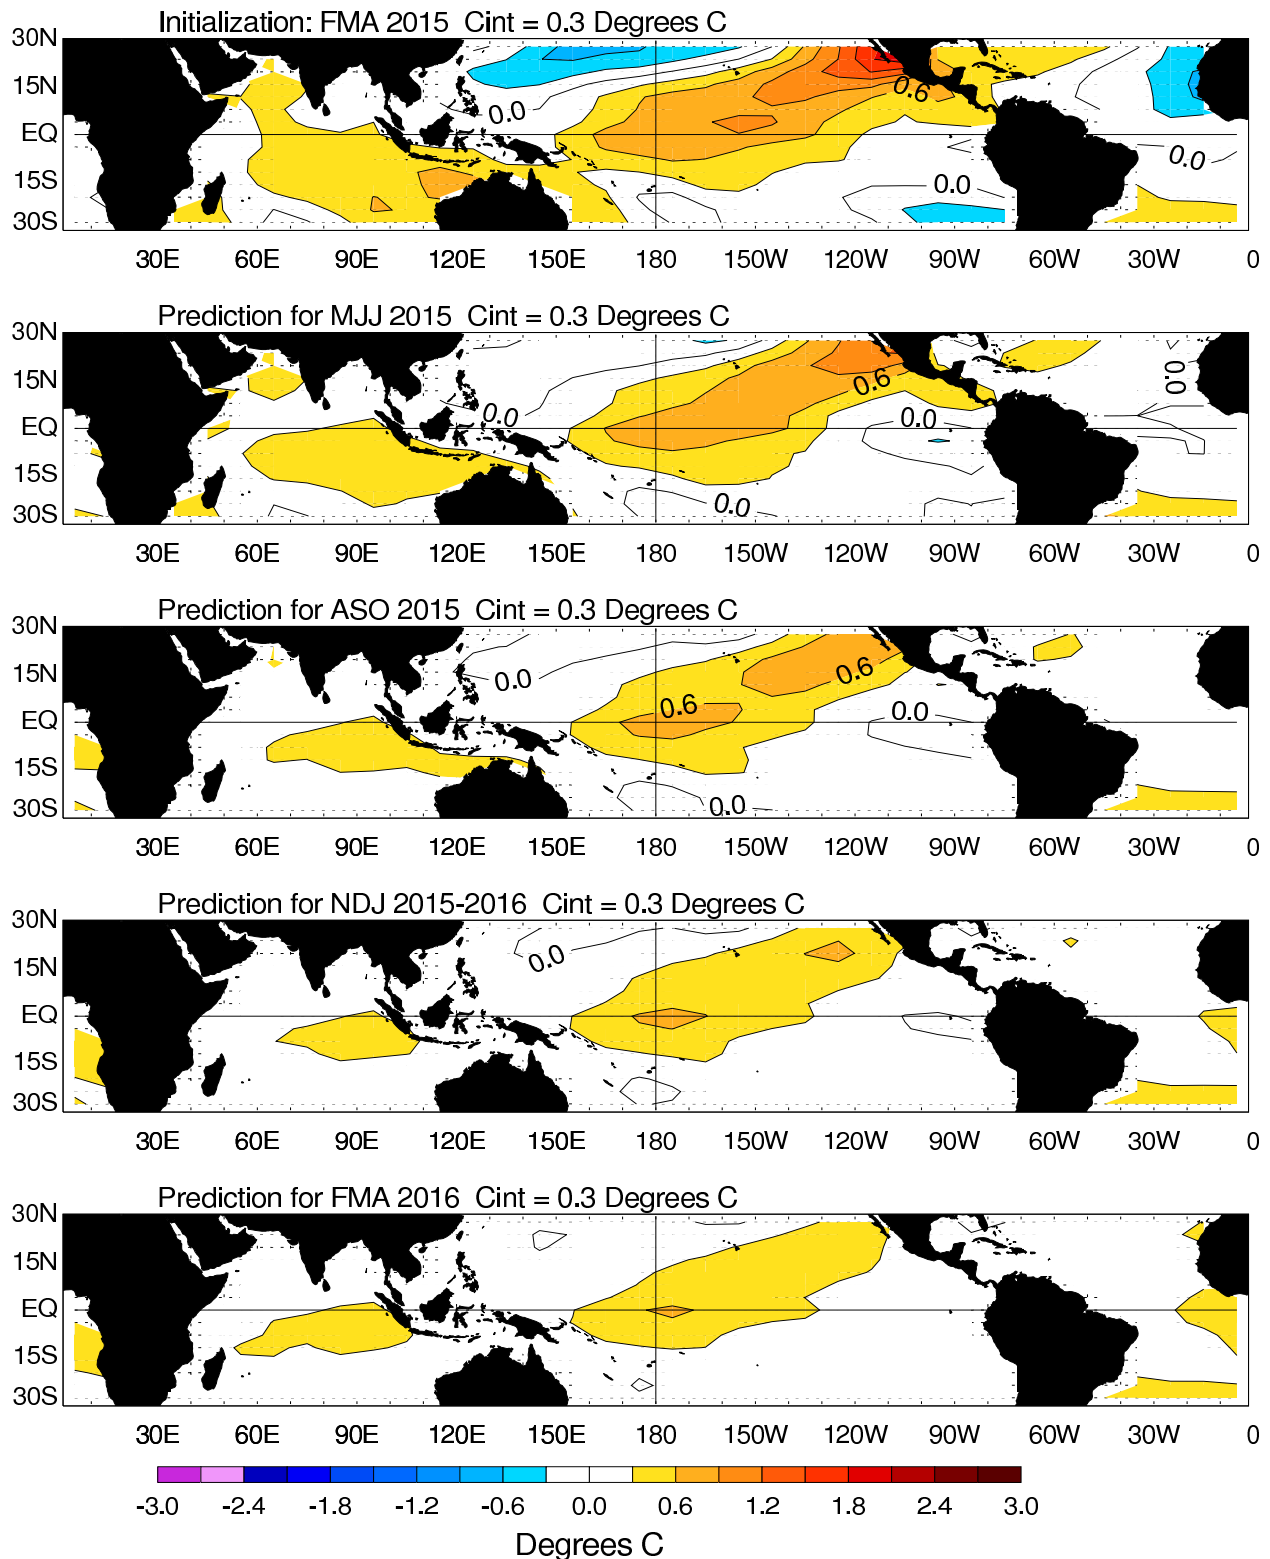 Initialization: FMA 2015  Cint = 0.3 Degrees C
30N
15N
EQ
15S
30S
0.0
0.6
0.0
0.0
30E 60E 90E 120E 150E 180 150W 120W 90W 60W 30W 0
Prediction for MJJ 2015  Cint = 0.3 Degrees C
30N
15N
EQ
15S
30S
0.0
0.6
0.0
0.0
0.0
30E 60E 90E 120E 150E 180 150W 120W 90W 60W 30W 0
Prediction for ASO 2015  Cint = 0.3 Degrees C
30N
15N
EQ
15S
30S
0.0
0.6
0.6
0.0
0.0
30E 60E 90E 120E 150E 180 150W 120W 90W 60W 30W 0
Prediction for NDJ 2015-2016  Cint = 0.3 Degrees C
30N
15N
EQ
15S
30S
0.0
30E 60E 90E 120E 150E 180 150W 120W 90W 60W 30W 0
Prediction for FMA 2016  Cint = 0.3 Degrees C
30N
15N
EQ
15S
30S
30E 60E 90E 120E 150E 180 150W 120W 90W 60W 30W 0
-3.0 -2.4 -1.8 -1.2 -0.6 0.0 0.6 1.2 1.8 2.4 3.0
Degrees C